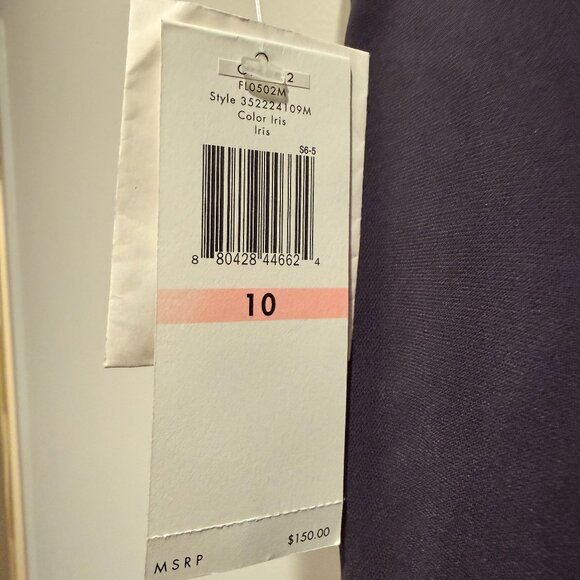 FL0502M
Style 352224109M
Color Iris
Iris
S6-5
8 80428 44662 4
10
MSRP $150.00